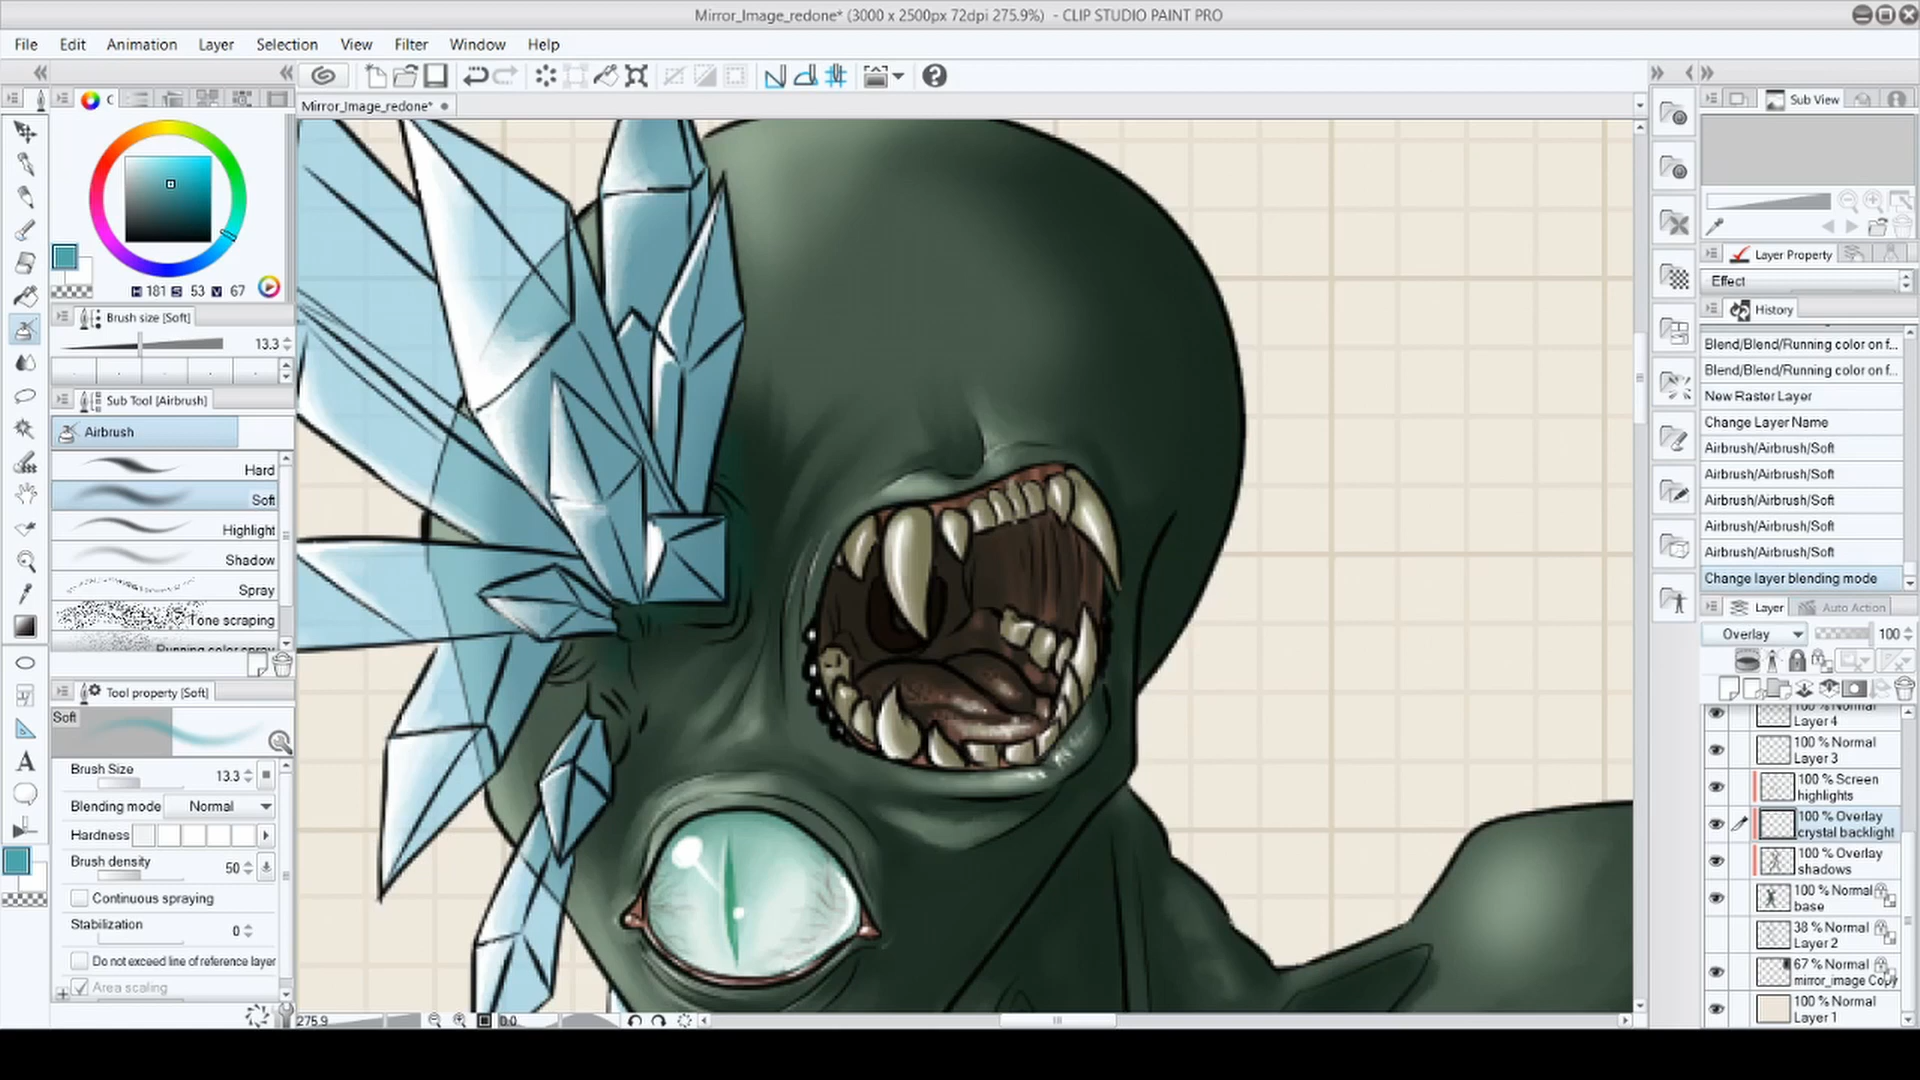 Mirror_Image_redone* (3000 x 2500px 72dpi 275.9%) - CLIP STUDIO PAINT PRO
File Edit Animation Layer Selection View Filter Window Help
Mirror_Image_redone*
C
H 181 S 53 V 67
Brush size [Soft]
13.3
Sub Tool [Airbrush]
Airbrush
Hard
Soft
Highlight
Shadow
Spray
Tone scraping
Running color spray
Tool property [Soft]
Soft
Brush Size 13.3
Blending mode Normal
Hardness
Brush density 50
Continuous spraying
Stabilization 0
Do not exceed line of reference layer
Area scaling
275.9
0.0
Sub View
Layer Property
Effect
History
Blend/Blend/Running color on f...
Blend/Blend/Running color on f...
New Raster Layer
Change Layer Name
Airbrush/Airbrush/Soft
Airbrush/Airbrush/Soft
Airbrush/Airbrush/Soft
Airbrush/Airbrush/Soft
Airbrush/Airbrush/Soft
Change layer blending mode
Layer Auto Action
Overlay 100
100 % Normal
Layer 4
100 % Normal
Layer 3
100 % Screen
highlights
100 % Overlay
crystal backlight
100 % Overlay
shadows
100 % Normal
base
38 % Normal
Layer 2
67 % Normal
mirror_image Copy
100 % Normal
Layer 1